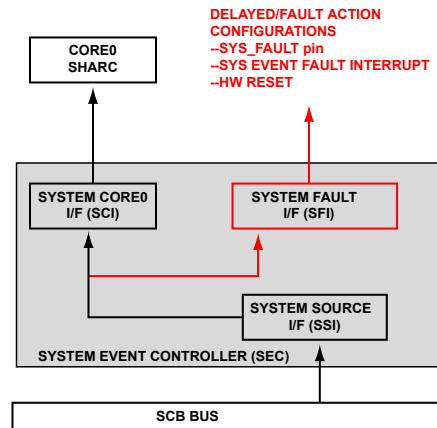 DELAYED/FAULT ACTION
CONFIGURATIONS
--SYS_FAULT pin
--SYS EVENT FAULT INTERRUPT
--HW RESET
CORE0
SHARC
SYSTEM CORE0
I/F (SCI)
SYSTEM FAULT
I/F (SFI)
SYSTEM SOURCE
I/F (SSI)
SYSTEM EVENT CONTROLLER (SEC)
SCB BUS